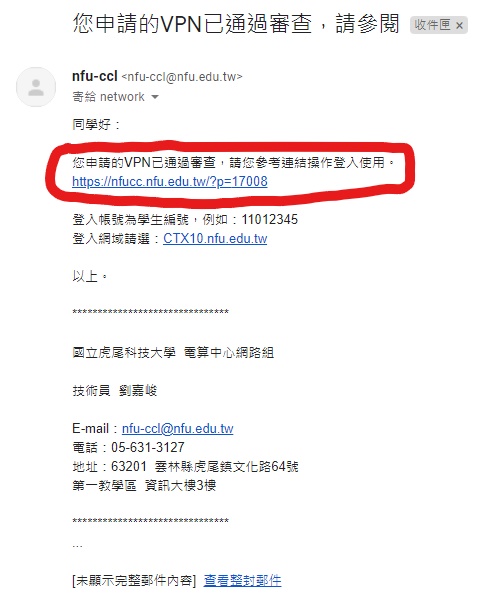 您申請的VPN已通過審查，請參閱 收件匣 ×
nfu-ccl <nfu-ccl@nfu.edu.tw>
寄給 network
同學好：
您申請的VPN已通過審查，請您參考連結操作登入使用。
https://nfucc.nfu.edu.tw/?p=17008
登入帳號為學生編號，例如：11012345
登入網域請選：CTX10.nfu.edu.tw
以上。
*******************************
國立虎尾科技大學 電算中心網路組
技術員 劉嘉峻
E-mail：nfu-ccl@nfu.edu.tw
電話：05-631-3127
地址：63201 雲林縣虎尾鎮文化路64號
第一教學區 資訊大樓3樓
*******************************
...
[未顯示完整郵件內容] 查看整封郵件